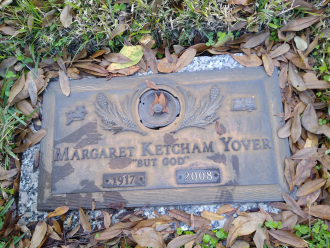 Margaret Ketcham Yover
"BUT GOD"
1917 2008